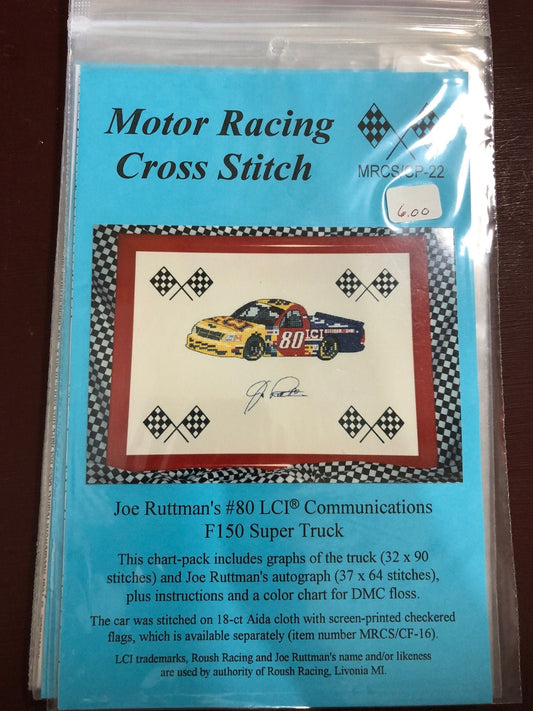 Motor Racing
Cross Stitch
MRCS/CP-22
6.00
80 LCI
Joe Ruttman's #80 LCI® Communications
F150 Super Truck
This chart-pack includes graphs of the truck (32 x 90
stitches) and Joe Ruttman's autograph (37 x 64 stitches),
plus instructions and a color chart for DMC floss.
The car was stitched on 18-ct Aida cloth with screen-printed checkered
flags, which is available separately (item number MRCS/CF-16).
LCI trademarks, Roush Racing and Joe Ruttman's name and/or likeness
are used by authority of Roush Racing, Livonia MI.